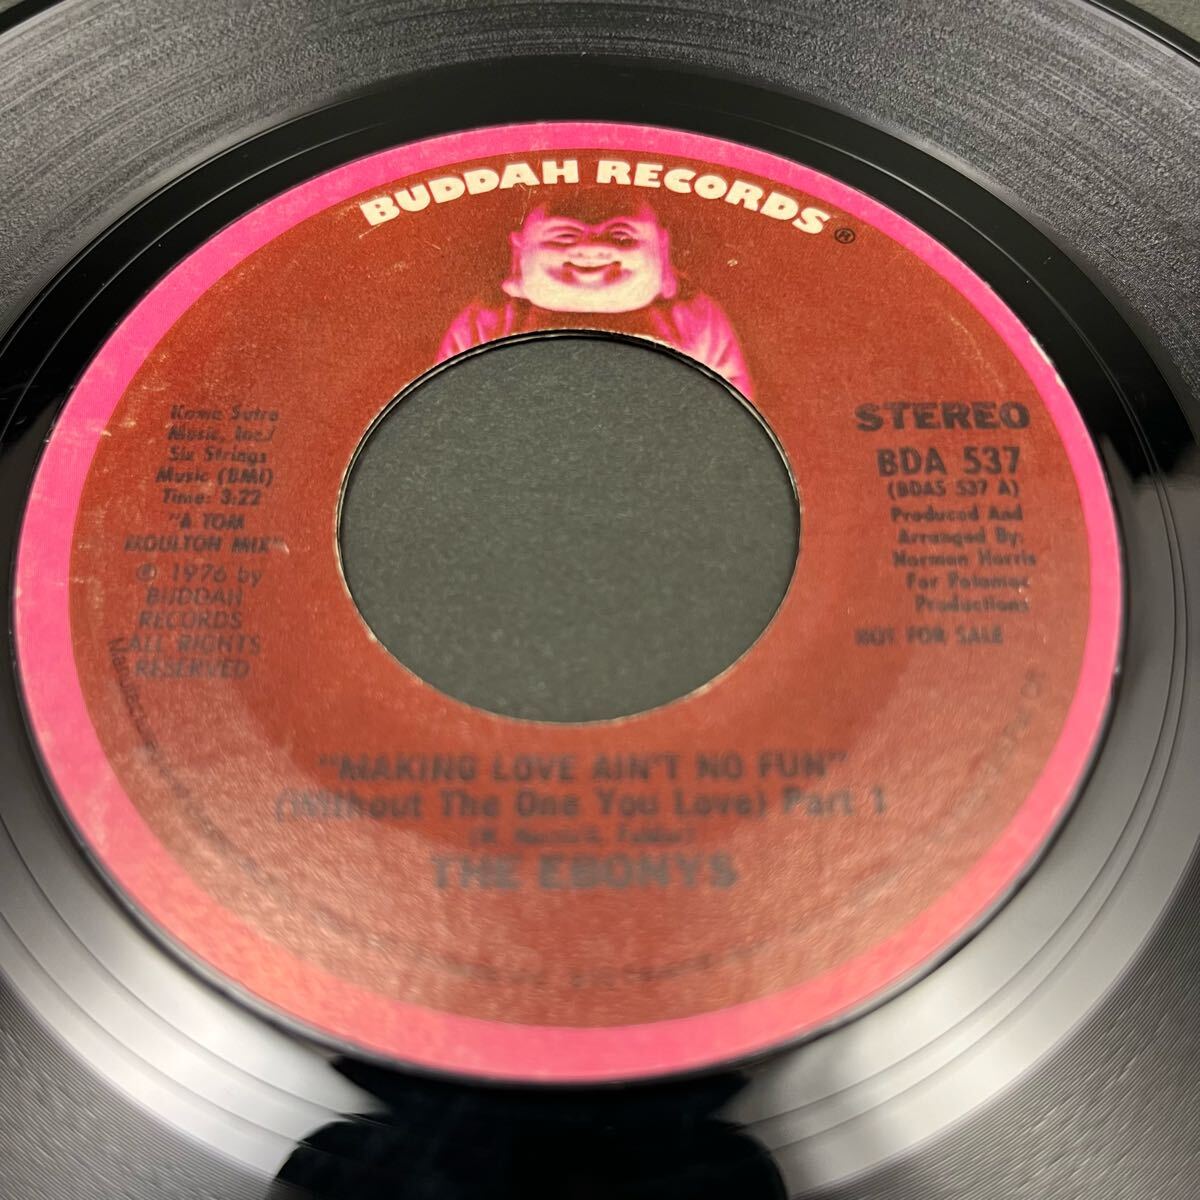 BUDDAH RECORDS®
Kama Sutra
Music, Inc./
Six Strings
Music (BMI)
Time: 3:22
"A TOM
MOULTON MIX"
© 1976 by
BUDDAH
RECORDS
ALL RIGHTS
RESERVED
STEREO
BDA 537
(BDAS 537 A)
Produced And
Arranged By:
Norman Harris
For Potomac
Productions
NOT FOR SALE
"MAKING LOVE AIN'T NO FUN"
(Without The One You Love) Part 1
THE EBONYS